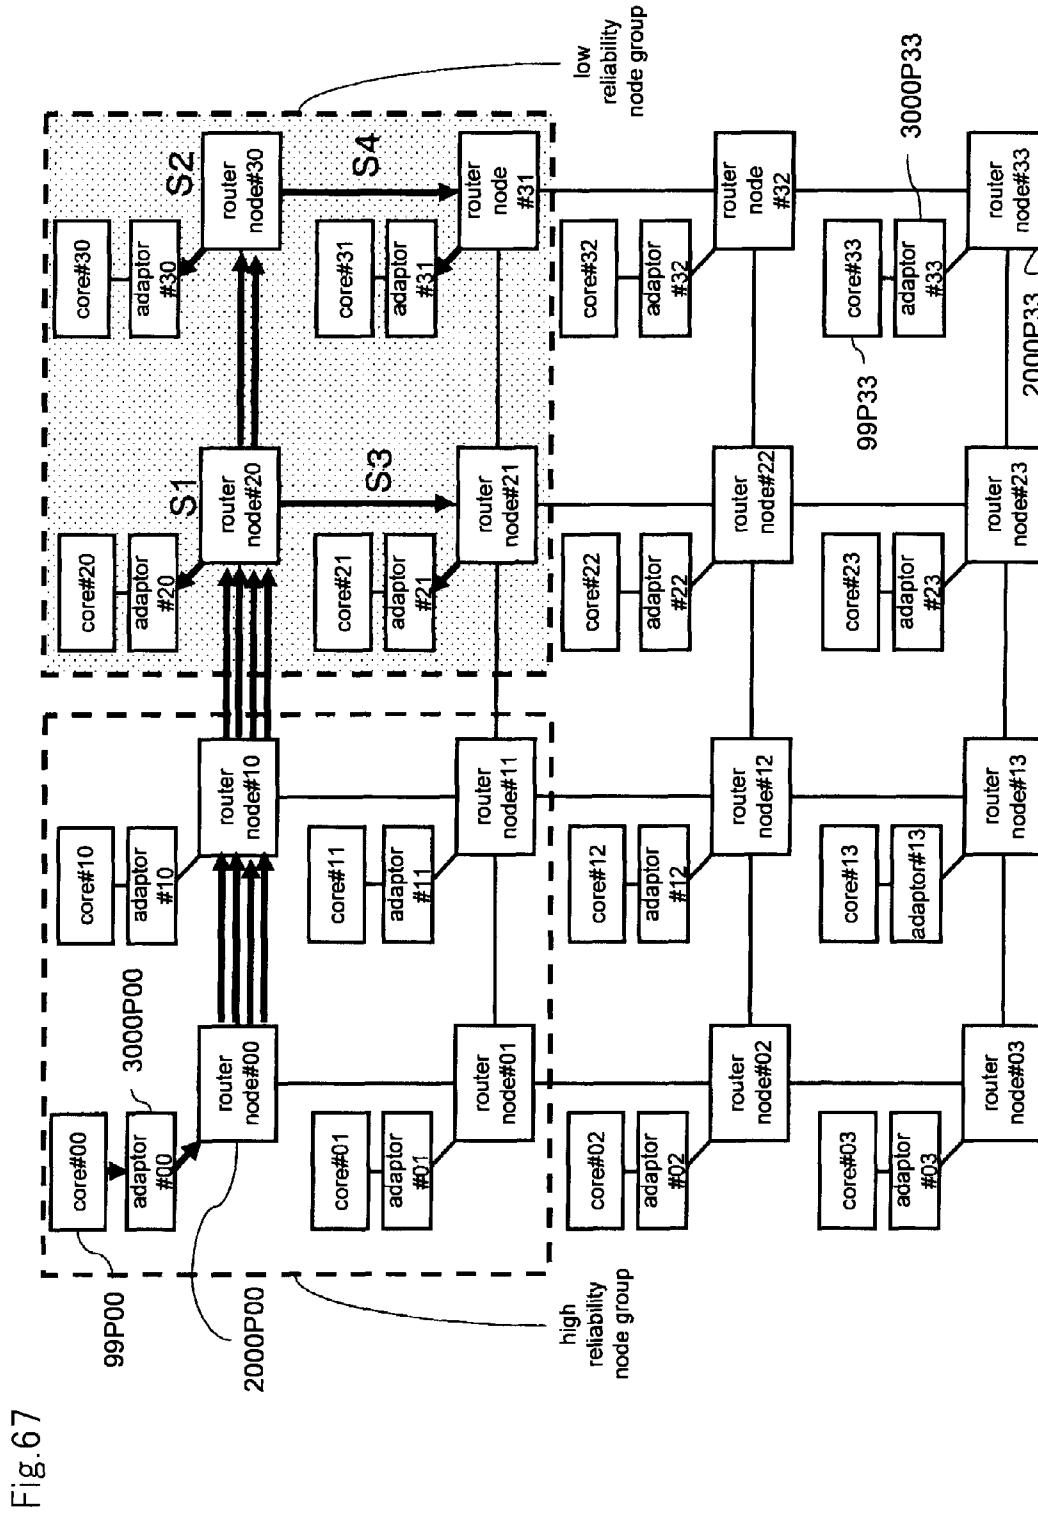 Fig.67
99P00
2000P00
3000P00
high
reliability
node group
low
reliability
node group
core#00
adaptor
#00
router
node#00
core#10
adaptor
#10
router
node#10
core#20
adaptor
#20
S1
router
node#20
core#30
adaptor
#30
S2
router
node#30
S3
S4
core#01
adaptor
#01
router
node#01
core#11
adaptor
#11
router
node#11
core#21
adaptor
#21
router
node#21
core#31
adaptor
#31
router
node
#31
core#02
adaptor
#02
router
node#02
core#12
adaptor
#12
router
node#12
core#22
adaptor
#22
router
node#22
core#32
adaptor
#32
router
node
#32
core#03
adaptor
#03
router
node#03
core#13
adaptor#13
router
node#13
core#23
adaptor
#23
router
node#23
99P33
core#33
adaptor
#33
3000P33
router
node#33
2000P33